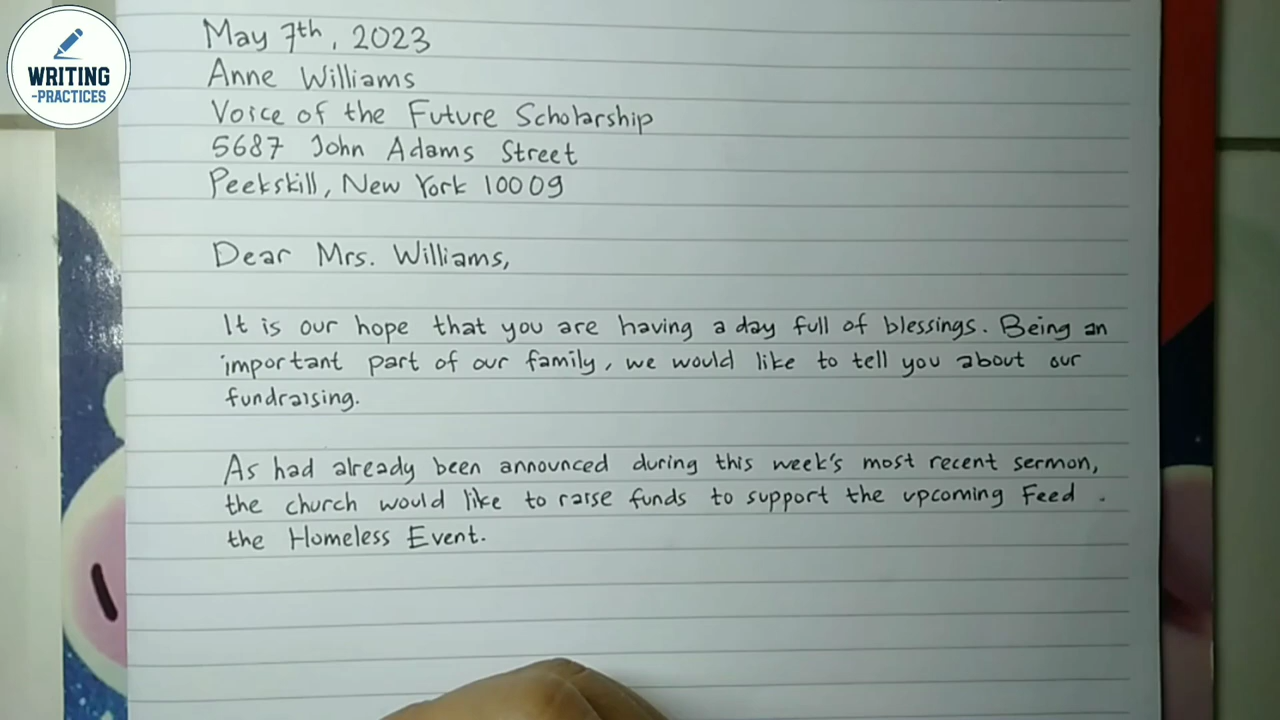 WRITING
-PRACTICES
May 7th, 2023
Anne Williams
Voice of the Future Scholarship
5687 John Adams Street
Peekskill, New York 10009
Dear Mrs. Williams,
It is our hope that you are having a day full of blessings. Being an
important part of our family, we would like to tell you about our
fundraising.
As had already been announced during this week's most recent sermon,
the church would like to raise funds to support the upcoming Feed
the Homeless Event.